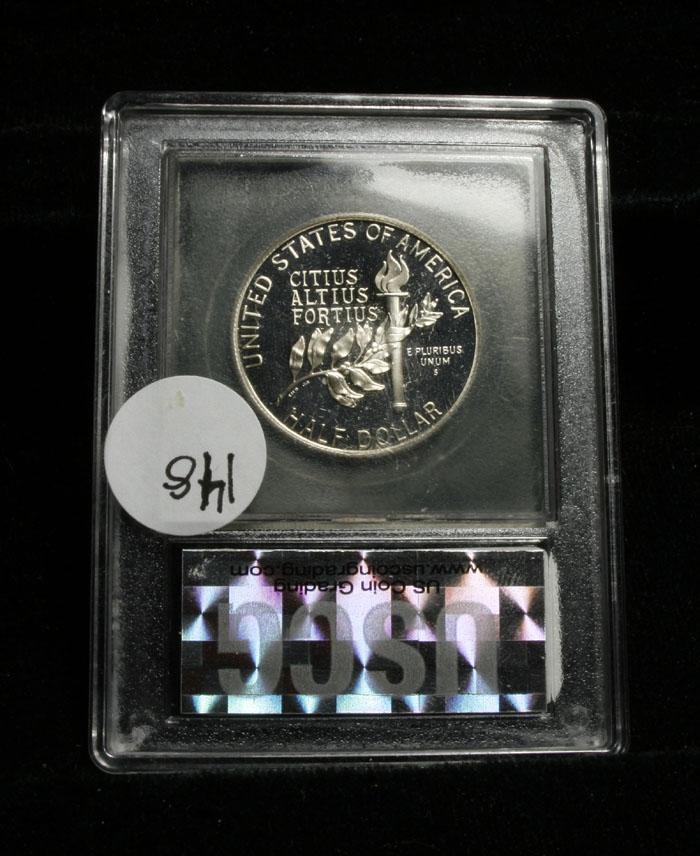 UNITED STATES OF AMERICA
CITIUS
ALTIUS
FORTIUS
E PLURIBUS
UNUM
S
HALF DOLLAR
148
USCG
US Coin Grading
www.uscoingrading.com